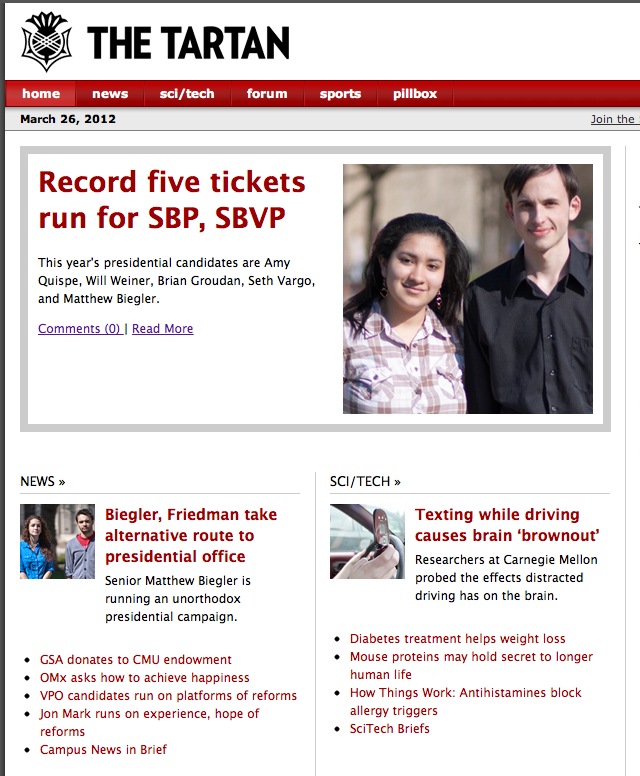 THE TARTAN
home news sci/tech forum sports pillbox
March 26, 2012
Join the
Record five tickets
run for SBP, SBVP
This year's presidential candidates are Amy
Quispe, Will Weiner, Brian Groudan, Seth Vargo,
and Matthew Biegler.
Comments (0) | Read More
NEWS »
Biegler, Friedman take
alternative route to
presidential office
Senior Matthew Biegler is
running an unorthodox
presidential campaign.
GSA donates to CMU endowment
OMx asks how to achieve happiness
VPO candidates run on platforms of reforms
Jon Mark runs on experience, hope of
reforms
Campus News in Brief
SCI/TECH »
Texting while driving
causes brain ‘brownout’
Researchers at Carnegie Mellon
probed the effects distracted
driving has on the brain.
Diabetes treatment helps weight loss
Mouse proteins may hold secret to longer
human life
How Things Work: Antihistamines block
allergy triggers
SciTech Briefs